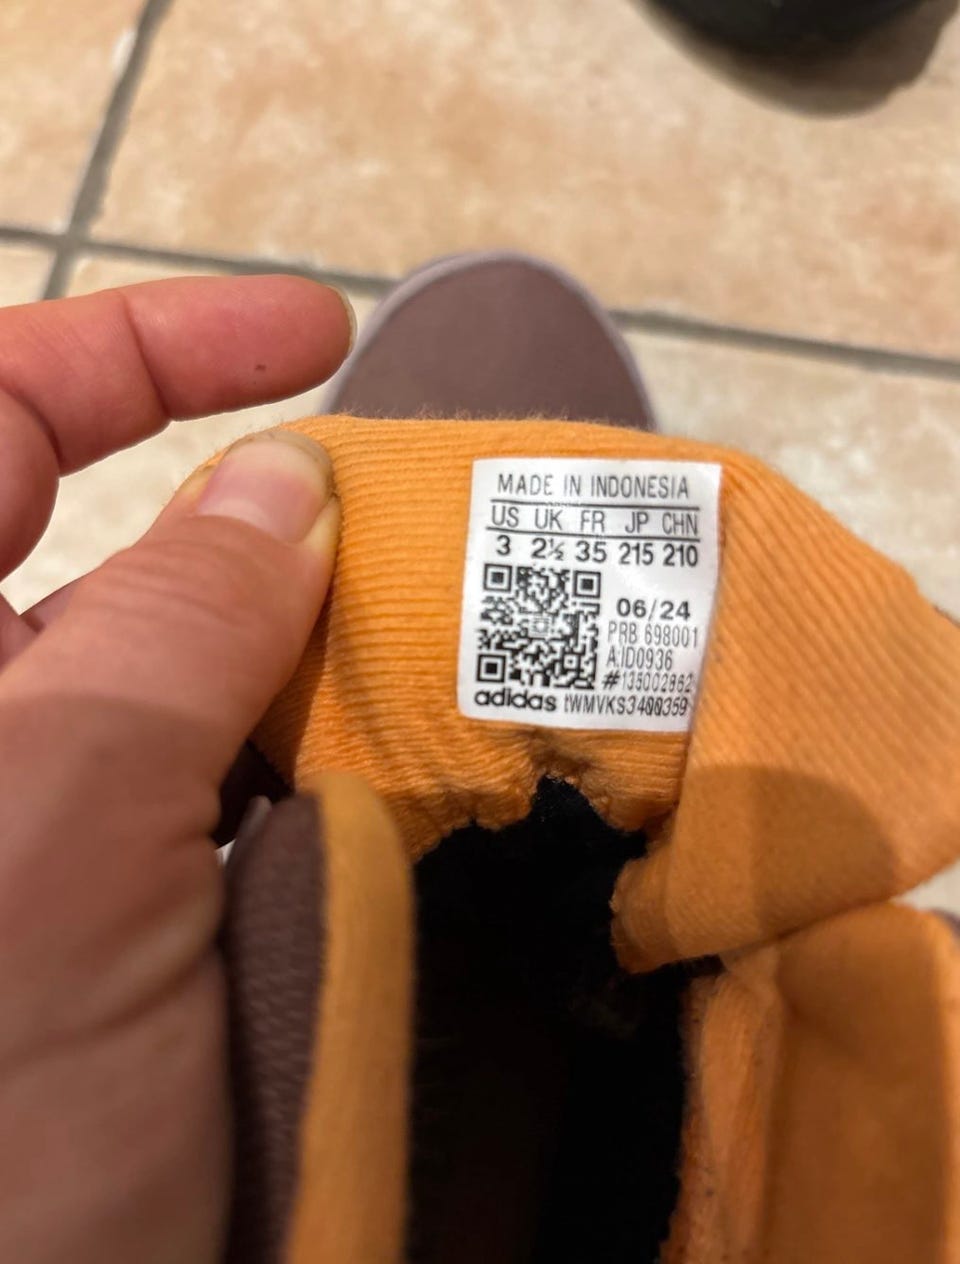 MADE IN INDONESIA
US UK FR JP CHN
3 2½ 35 215 210
06/24
PRB 698001
A:ID0936
#135002862
adidas